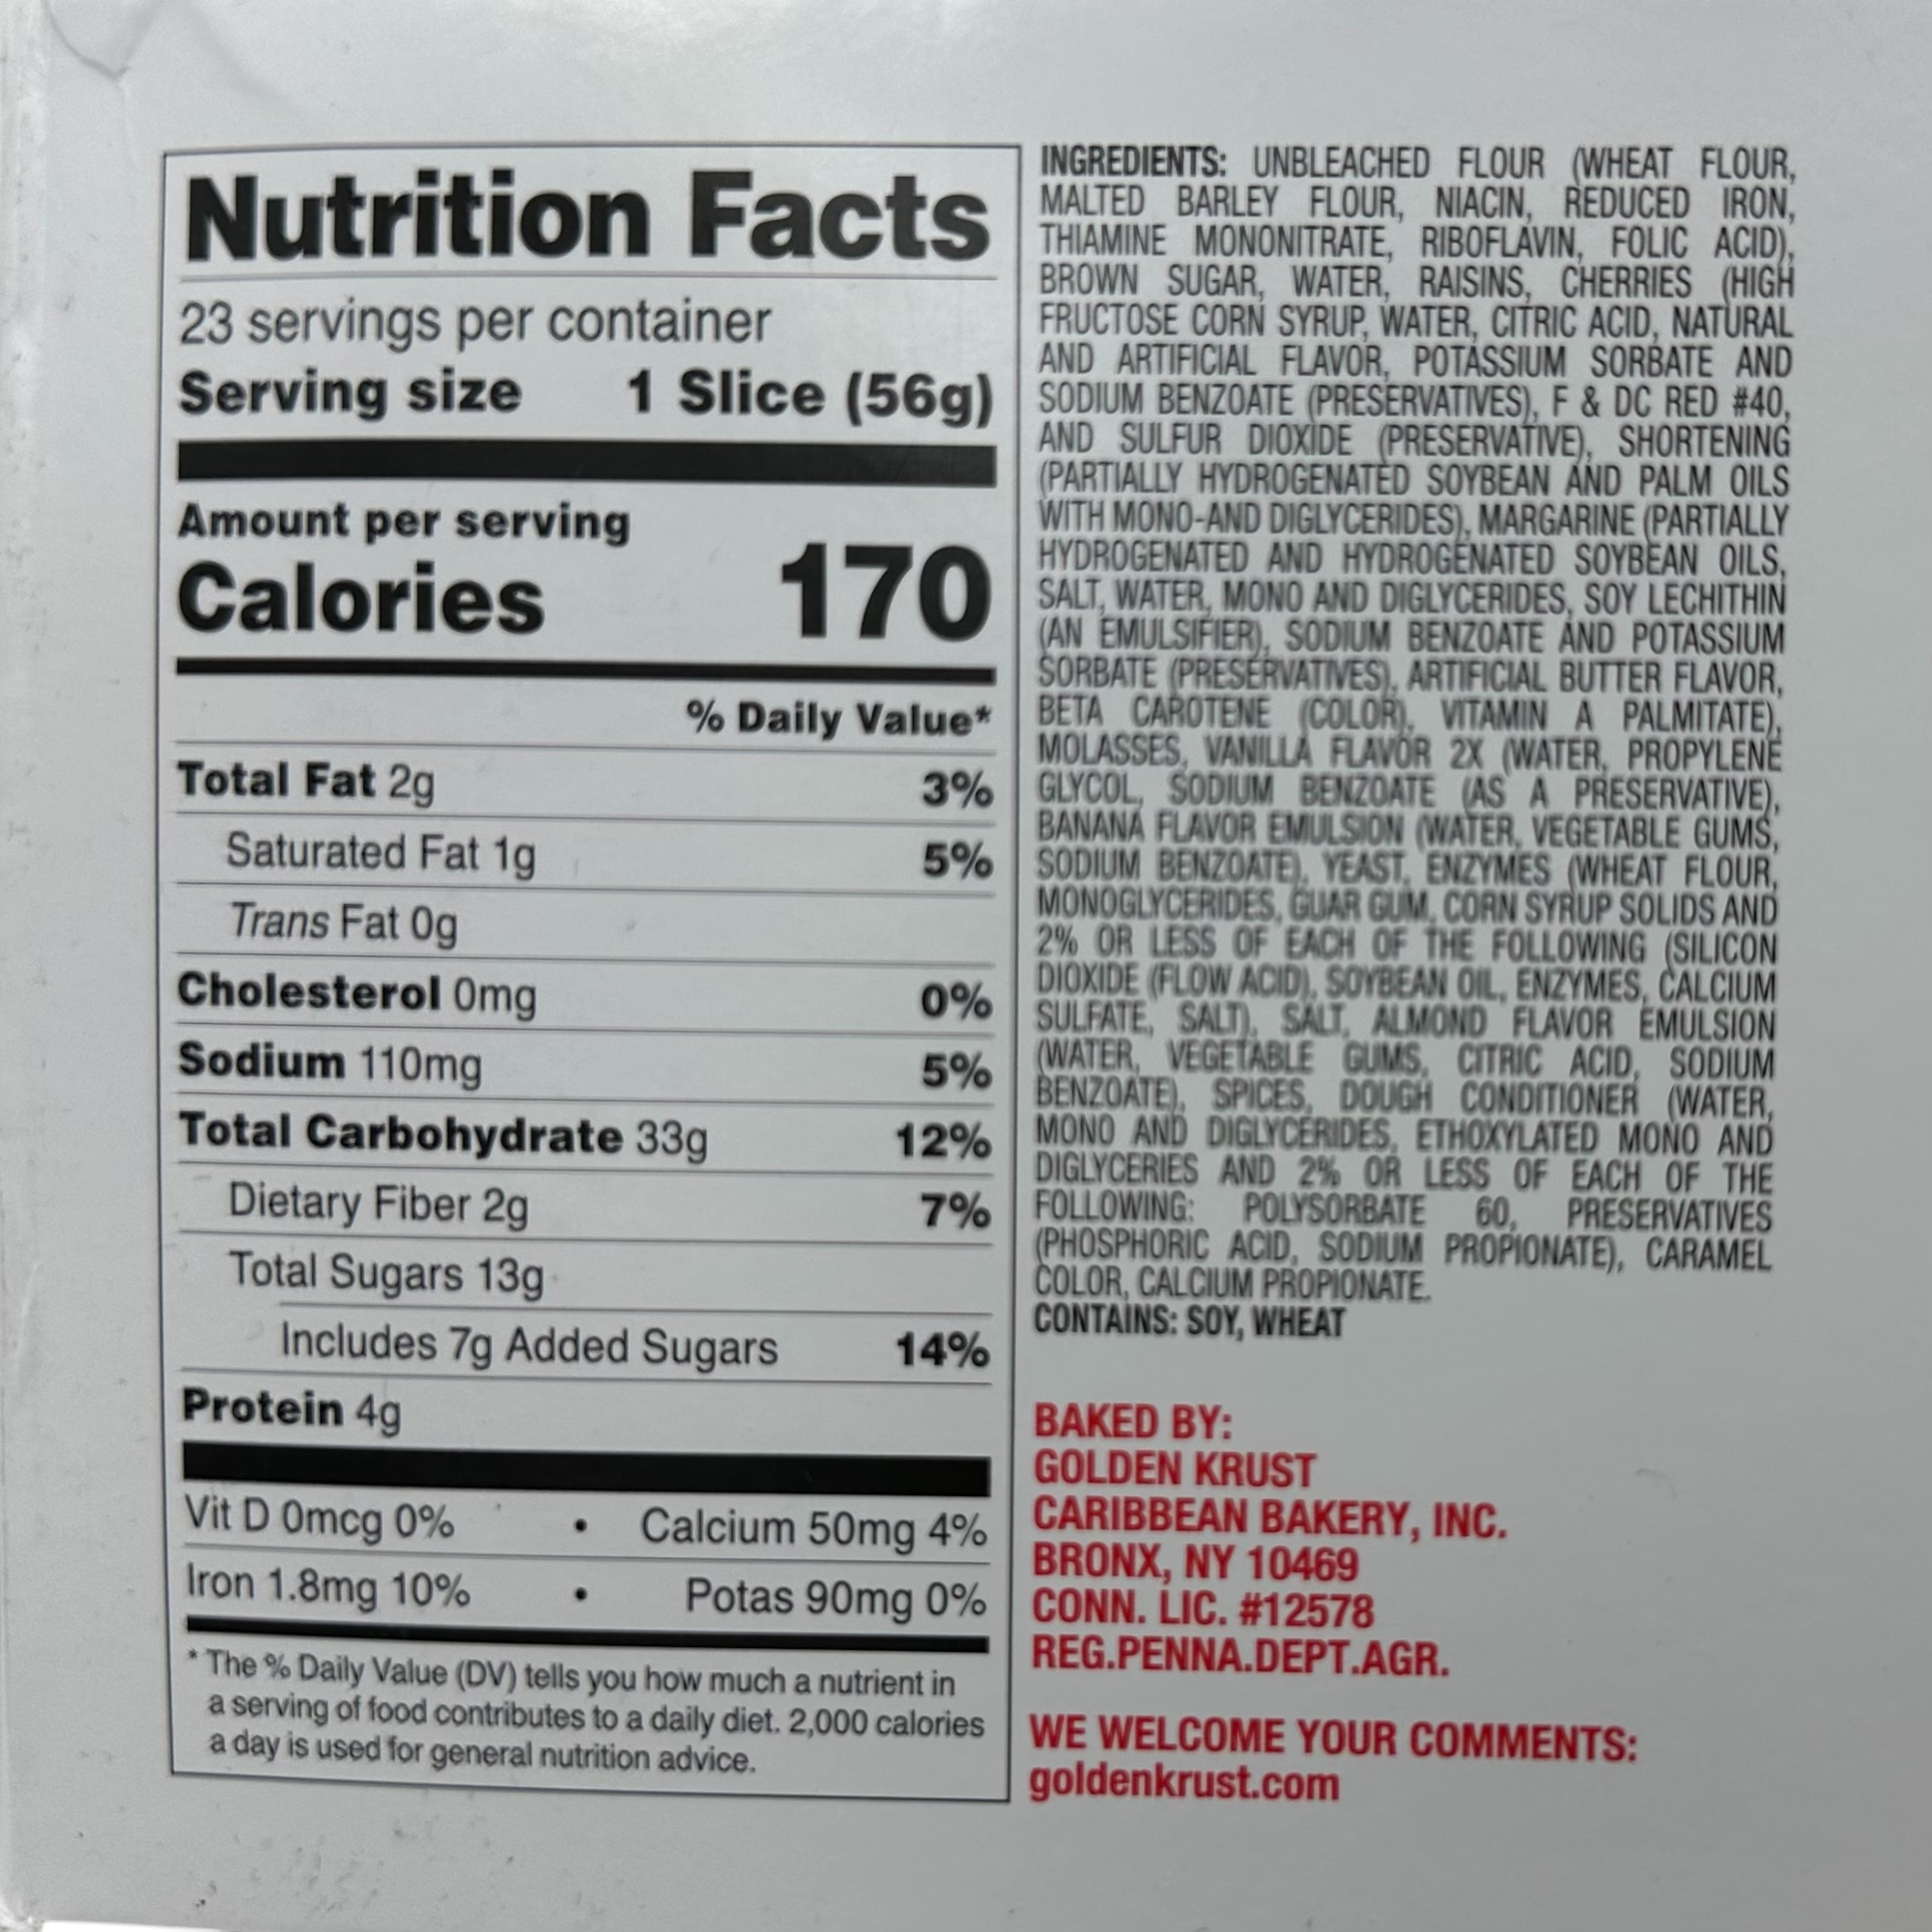 Nutrition Facts
23 servings per container
Serving size 1 Slice (56g)
Amount per serving
Calories 170
% Daily Value*
Total Fat 2g 3%
Saturated Fat 1g 5%
Trans Fat 0g
Cholesterol 0mg 0%
Sodium 110mg 5%
Total Carbohydrate 33g 12%
Dietary Fiber 2g 7%
Total Sugars 13g
Includes 7g Added Sugars 14%
Protein 4g
Vit D 0mcg 0% • Calcium 50mg 4%
Iron 1.8mg 10% • Potas 90mg 0%
* The % Daily Value (DV) tells you how much a nutrient in
a serving of food contributes to a daily diet. 2,000 calories
a day is used for general nutrition advice.
INGREDIENTS: UNBLEACHED FLOUR (WHEAT FLOUR,
MALTED BARLEY FLOUR, NIACIN, REDUCED IRON,
THIAMINE MONONITRATE, RIBOFLAVIN, FOLIC ACID),
BROWN SUGAR, WATER, RAISINS, CHERRIES (HIGH
FRUCTOSE CORN SYRUP, WATER, CITRIC ACID, NATURAL
AND ARTIFICIAL FLAVOR, POTASSIUM SORBATE AND
SODIUM BENZOATE (PRESERVATIVES), F & DC RED #40,
AND SULFUR DIOXIDE (PRESERVATIVE), SHORTENING
(PARTIALLY HYDROGENATED SOYBEAN AND PALM OILS
WITH MONO-AND DIGLYCERIDES), MARGARINE (PARTIALLY
HYDROGENATED AND HYDROGENATED SOYBEAN OILS,
SALT, WATER, MONO AND DIGLYCERIDES, SOY LECHITHIN
(AN EMULSIFIER), SODIUM BENZOATE AND POTASSIUM
SORBATE (PRESERVATIVES), ARTIFICIAL BUTTER FLAVOR,
BETA CAROTENE (COLOR), VITAMIN A PALMITATE),
MOLASSES, VANILLA FLAVOR 2X (WATER, PROPYLENE
GLYCOL, SODIUM BENZOATE (AS A PRESERVATIVE),
BANANA FLAVOR EMULSION (WATER, VEGETABLE GUMS,
SODIUM BENZOATE), YEAST, ENZYMES (WHEAT FLOUR,
MONOGLYCERIDES, GUAR GUM, CORN SYRUP SOLIDS AND
2% OR LESS OF EACH OF THE FOLLOWING (SILICON
DIOXIDE (FLOW ACID), SOYBEAN OIL, ENZYMES, CALCIUM
SULFATE, SALT), SALT, ALMOND FLAVOR EMULSION
(WATER, VEGETABLE GUMS, CITRIC ACID, SODIUM
BENZOATE), SPICES, DOUGH CONDITIONER (WATER,
MONO AND DIGLYCERIDES, ETHOXYLATED MONO AND
DIGLYCERIES AND 2% OR LESS OF EACH OF THE
FOLLOWING: POLYSORBATE 60, PRESERVATIVES
(PHOSPHORIC ACID, SODIUM PROPIONATE), CARAMEL
COLOR, CALCIUM PROPIONATE.
CONTAINS: SOY, WHEAT
BAKED BY:
GOLDEN KRUST
CARIBBEAN BAKERY, INC.
BRONX, NY 10469
CONN. LIC. #12578
REG.PENNA.DEPT.AGR.
WE WELCOME YOUR COMMENTS:
goldenkrust.com